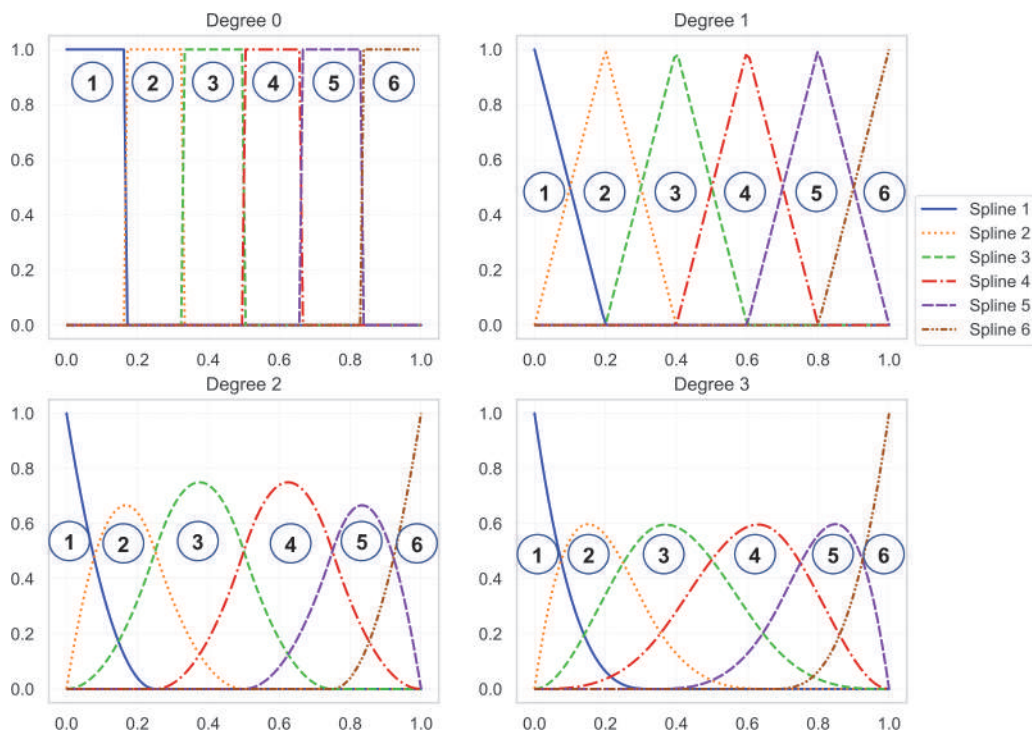 Degree 0
1.0
0.8
0.6
0.4
0.2
0.0
1 2 3 4 5 6
0.0 0.2 0.4 0.6 0.8 1.0
Degree 1
1.0
0.8
0.6
0.4
0.2
0.0
1 2 3 4 5 6
0.0 0.2 0.4 0.6 0.8 1.0
Spline 1
Spline 2
Spline 3
Spline 4
Spline 5
Spline 6
Degree 2
1.0
0.8
0.6
0.4
0.2
0.0
1 2 3 4 5 6
0.0 0.2 0.4 0.6 0.8 1.0
Degree 3
1.0
0.8
0.6
0.4
0.2
0.0
1 2 3 4 5 6
0.0 0.2 0.4 0.6 0.8 1.0